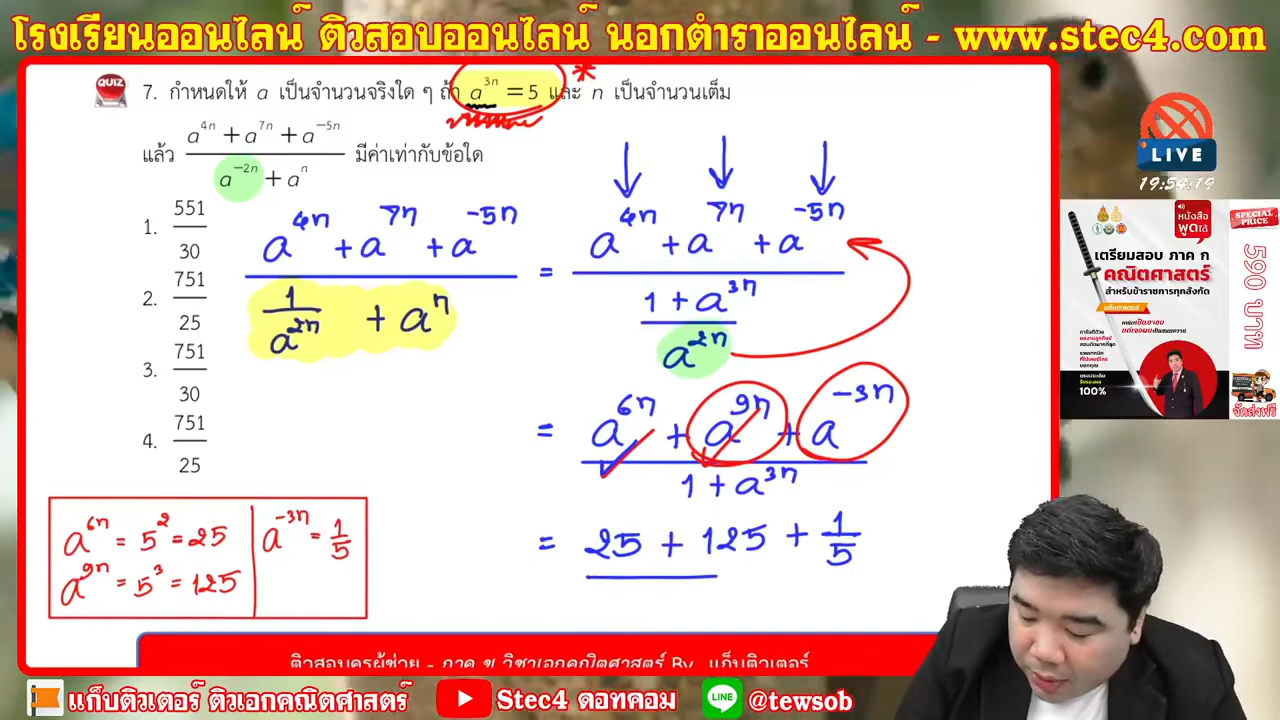 โรงเรียนออนไลน์ ติวสอบออนไลน์ นอกตำราออนไลน์ - www.stec4.com
QUIZ
7. กำหนดให้ a เป็นจำนวนจริงใด ๆ ถ้า a^{3n} = 5 และ n เป็นจำนวนเต็ม *
แล้ว (a^{4n} + a^{7n} + a^{-5n}) / (a^{-2n} + a^{n}) มีค่าเท่ากับข้อใด
1. 551/30
2. 751/25
3. 751/30
4. 751/25
(a^{4n} + a^{7n} + a^{-5n}) / (1/a^{2n} + a^{n}) = (a^{4n} + a^{7n} + a^{-5n}) / ((1 + a^{3n})/a^{2n})
= (a^{6n} + a^{9n} + a^{-3n}) / (1 + a^{3n})
= 25 + 125 + 1/5
a^{6n} = 5^{2} = 25
a^{9n} = 5^{3} = 125
a^{-3n} = 1/5
LIVE
19:54:19
หนังสือ
พูดได้
เตรียมสอบ ภาค ก
คณิตศาสตร์
สำหรับข้าราชการทุกสังกัด
100%
SPECIAL
PRICE
590 บาท
จัดส่งฟรี
ติวสอบครูผู้ช่วย - ภาค ข วิชาเอกคณิตศาสตร์ By.. แก็บติวเตอร์
แก็บติวเตอร์ ติวเอกคณิตศาสตร์
Stec4 ดอทคอม
LINE
@tewsob